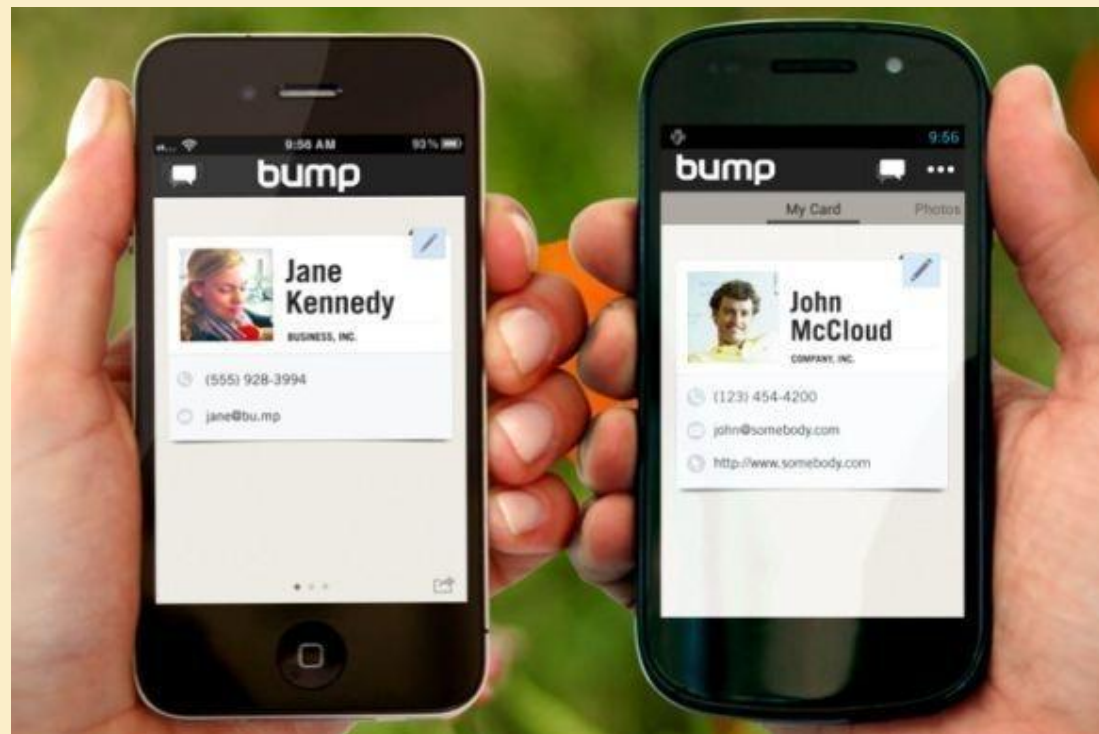 9:56 AM
93%
bump
Jane
Kennedy
BUSINESS, INC.
(555) 928-3994
jane@bu.mp
9:56
bump
My Card
Photos
John
McCloud
COMPANY, INC.
(123) 454-4200
john@somebody.com
http://www.somebody.com